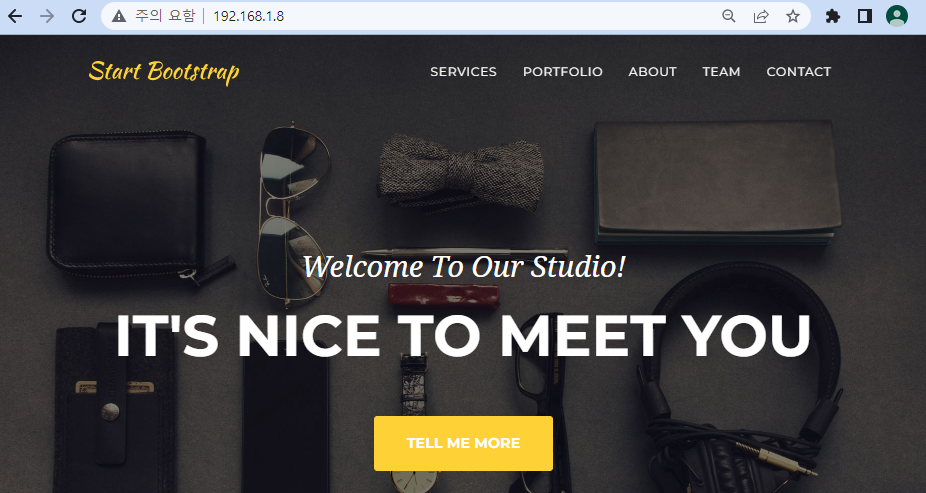 주의 요함 | 192.168.1.8
Start Bootstrap
SERVICES PORTFOLIO ABOUT TEAM CONTACT
Welcome To Our Studio!
IT'S NICE TO MEET YOU
TELL ME MORE